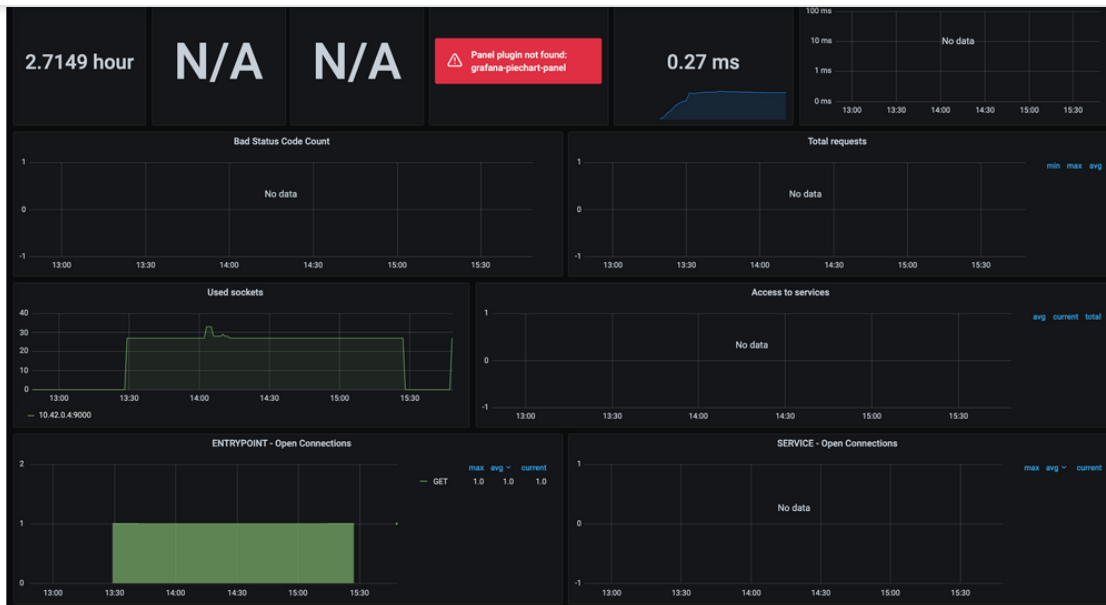 2.7149 hour
N/A
N/A
Panel plugin not found:
grafana-piechart-panel
0.27 ms
100 ms
10 ms
1 ms
0 ms
No data
13:00 13:30 14:00 14:30 15:00 15:30
Bad Status Code Count
1
0
-1
No data
13:00 13:30 14:00 14:30 15:00 15:30
Total requests
min max avg
1
0
-1
No data
13:00 13:30 14:00 14:30 15:00 15:30
Used sockets
40
30
20
10
0
13:00 13:30 14:00 14:30 15:00 15:30
10.42.0.4:9000
Access to services
avg current total
1
0
-1
No data
13:00 13:30 14:00 14:30 15:00 15:30
ENTRYPOINT - Open Connections
2
1
0
13:00 13:30 14:00 14:30 15:00 15:30
max avg current
GET 1.0 1.0 1.0
SERVICE - Open Connections
max avg current
1
0
-1
No data
13:00 13:30 14:00 14:30 15:00 15:30